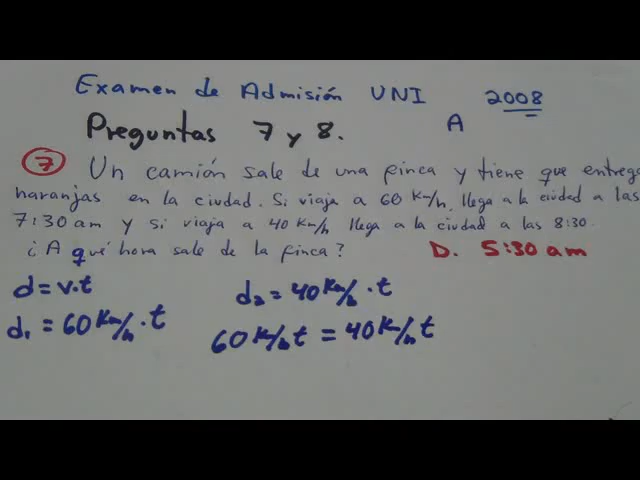 Examen de Admisión UNI 2008
Preguntas 7 y 8. A
7 Un camión sale de una finca y tiene que entrega
naranjas en la ciudad. Si viaja a 60 Km/h. llega a la ciudad a las
7:30 am y si viaja a 40 Km/h llega a la ciudad a las 8:30.
¿A qué hora sale de la finca? D. 5:30 am
d = v.t d2 = 40 Km/h . t
d1 = 60 Km/h . t 60 Km/h t = 40 Km/h t